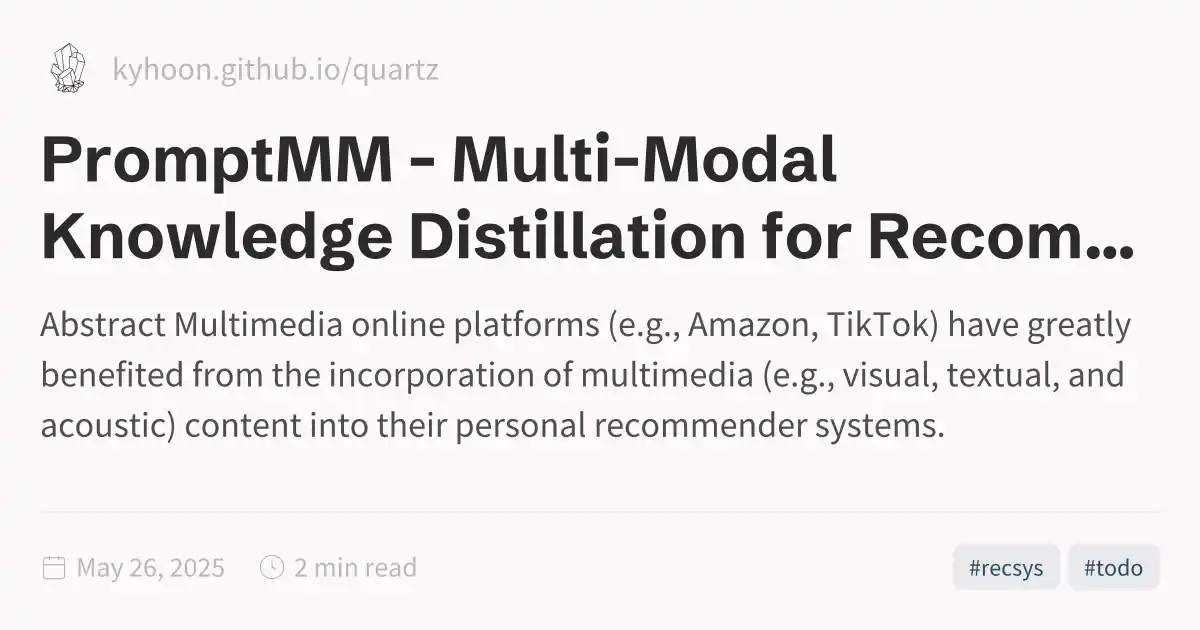 kyhoon.github.io/quartz
PromptMM - Multi-Modal
Knowledge Distillation for Recom...
Abstract Multimedia online platforms (e.g., Amazon, TikTok) have greatly
benefited from the incorporation of multimedia (e.g., visual, textual, and
acoustic) content into their personal recommender systems.
May 26, 2025 2 min read #recsys #todo